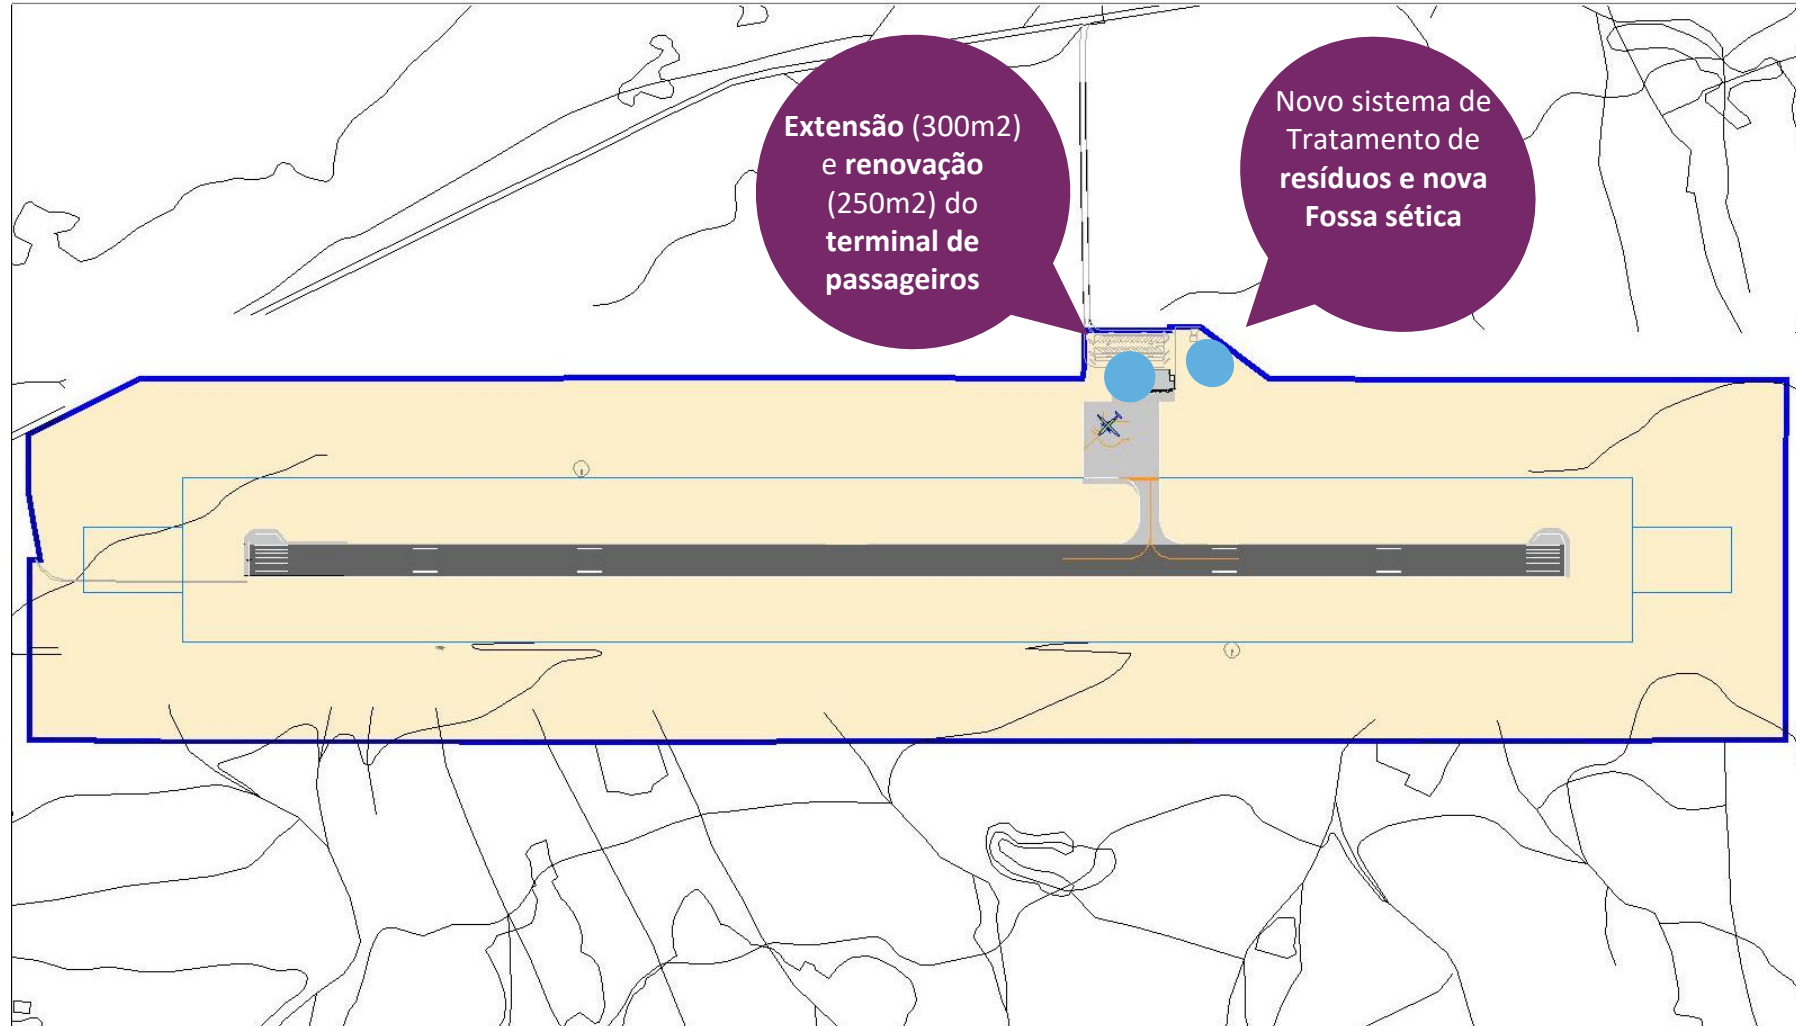 Extensão (300m2)
e renovação
(250m2) do
terminal de
passageiros
Novo sistema de
Tratamento de
resíduos e nova
Fossa sética